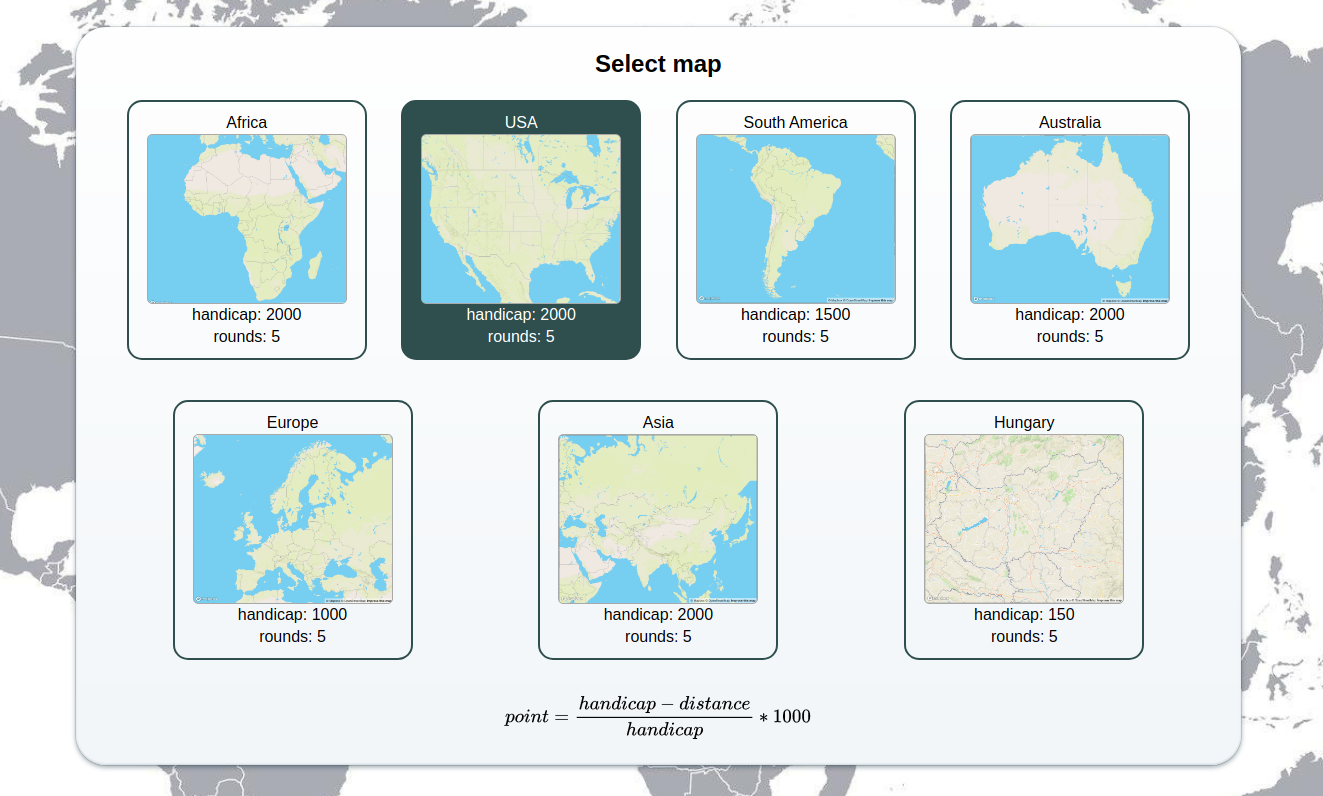 Select map
Africa
handicap: 2000
rounds: 5
USA
handicap: 2000
rounds: 5
South America
handicap: 1500
rounds: 5
Australia
handicap: 2000
rounds: 5
Europe
handicap: 1000
rounds: 5
Asia
handicap: 2000
rounds: 5
Hungary
handicap: 150
rounds: 5
point = (handicap − distance) / handicap * 1000